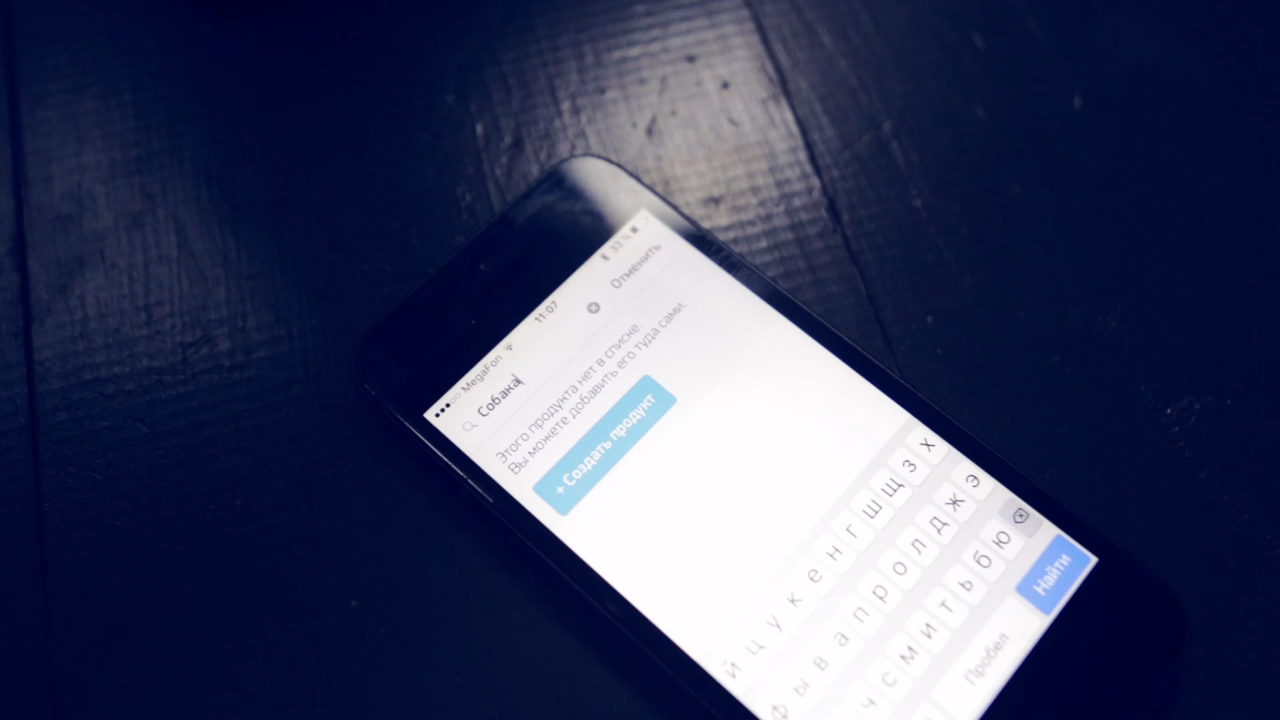 MegaFon 11:07 33 %
Собака Отменить
Этого продукта нет в списке.
Вы можете добавить его туда сами.
+ Создать продукт
й ц у к е н г ш щ з х
ф ы в а п р о л д ж э
ч с м и т ь б ю
Пробел Найти